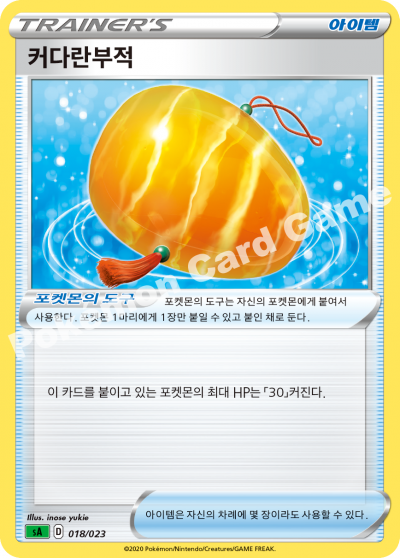 TRAINER'S 아이템
커다란부적
Pokémon Card Game
포켓몬의 도구 포켓몬의 도구는 자신의 포켓몬에게 붙여서
사용한다. 포켓몬 1마리에게 1장만 붙일 수 있고 붙인 채로 둔다.
이 카드를 붙이고 있는 포켓몬의 최대 HP는 「30」커진다.
Illus. inose yukie
sA D 018/023
아이템은 자신의 차례에 몇 장이라도 사용할 수 있다.
©2020 Pokémon/Nintendo/Creatures/GAME FREAK.